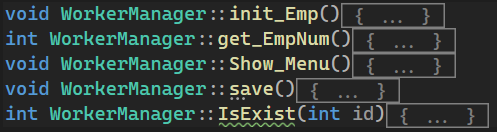 void WorkerManager::init_Emp(){ ... }
int WorkerManager::get_EmpNum(){ ... }
void WorkerManager::Show_Menu(){ ... }
void WorkerManager::save(){ ... }
int WorkerManager::IsExist(int id){ ... }